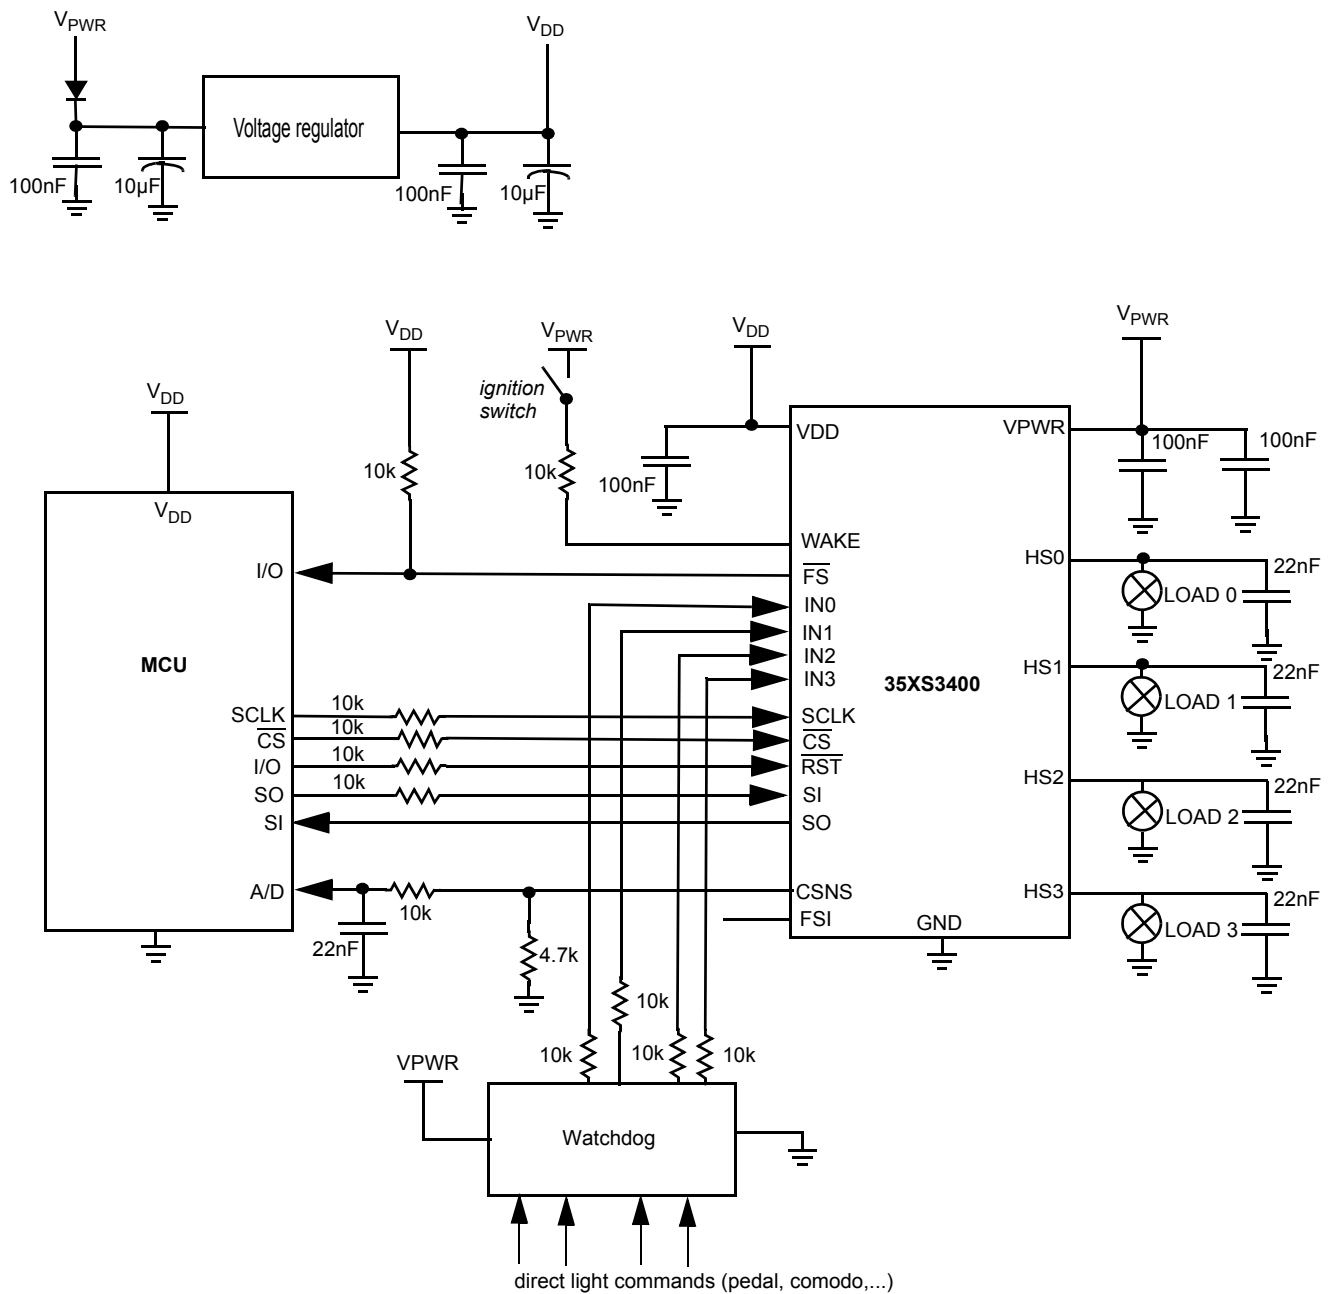 VPWR
VDD
Voltage regulator
100nF
10µF
100nF
10µF
VDD
VPWR
VDD
VPWR
VDD
ignition
switch
10k
10k
100nF
VDD
VPWR
100nF
100nF
VDD
WAKE
I/O
FS
HS0
22nF
IN0
LOAD 0
IN1
IN2
MCU
IN3
35XS3400
HS1
22nF
LOAD 1
SCLK
10k
SCLK
CS
10k
CS
I/O
10k
RST
HS2
22nF
SO
10k
SI
LOAD 2
SI
SO
A/D
10k
CSNS
HS3
22nF
FSI
GND
LOAD 3
22nF
4.7k
10k
10k
10k
10k
VPWR
Watchdog
direct light commands (pedal, comodo,...)